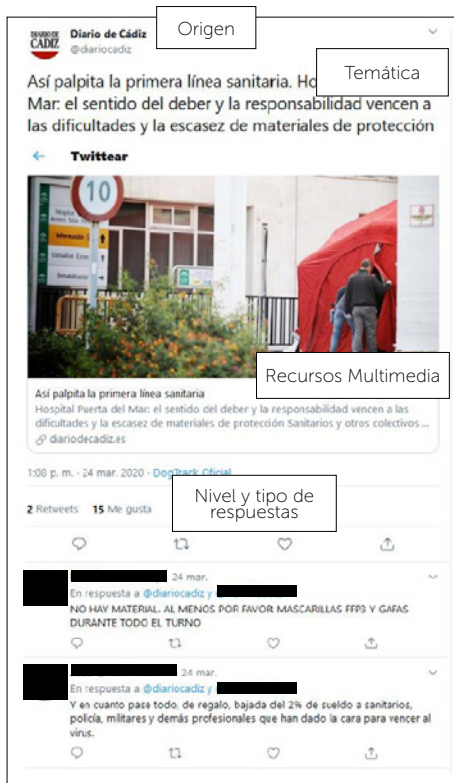 DIARIO DE
CÁDIZ
Diario de Cádiz
@diariocadiz
Origen
Así palpita la primera línea sanitaria. Ho
Temática
Mar: el sentido del deber y la responsabilidad vencen a
las dificultades y la escasez de materiales de protección
Twittear
10
Hospital
Información
Recursos Multimedia
Así palpita la primera línea sanitaria
Hospital Puerta del Mar: el sentido del deber y la responsabilidad vencen a las
dificultades y la escasez de materiales de protección Sanitarios y otros colectivos ...
diariodecadiz.es
1:08 p. m. · 24 mar. 2020 · DogTrack Oficial
Nivel y tipo de
respuestas
2 Retweets 15 Me gusta
24 mar.
En respuesta a @diariocadiz y
NO HAY MATERIAL. AL MENOS POR FAVOR MASCARILLAS FFP3 Y GAFAS
DURANTE TODO EL TURNO
24 mar.
En respuesta a @diariocadiz y
Y en cuanto pase todo, de regalo, bajada del 2% de sueldo a sanitarios,
policía, militares y demás profesionales que han dado la cara para vencer al
virus.